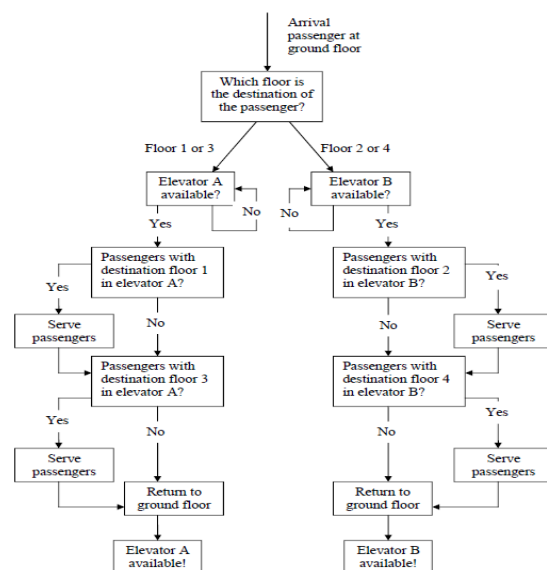 Arrival
passenger at
ground floor
Which floor is
the destination of
the passenger?
Floor 1 or 3
Floor 2 or 4
Elevator A
available?
Elevator B
available?
No
No
Yes
Yes
Passengers with
destination floor 1
in elevator A?
Passengers with
destination floor 2
in elevator B?
Yes
Yes
No
No
Serve
passengers
Serve
passengers
Passengers with
destination floor 3
in elevator A?
Passengers with
destination floor 4
in elevator B?
Yes
Yes
No
No
Serve
passengers
Serve
passengers
Return to
ground floor
Return to
ground floor
Elevator A
available!
Elevator B
available!